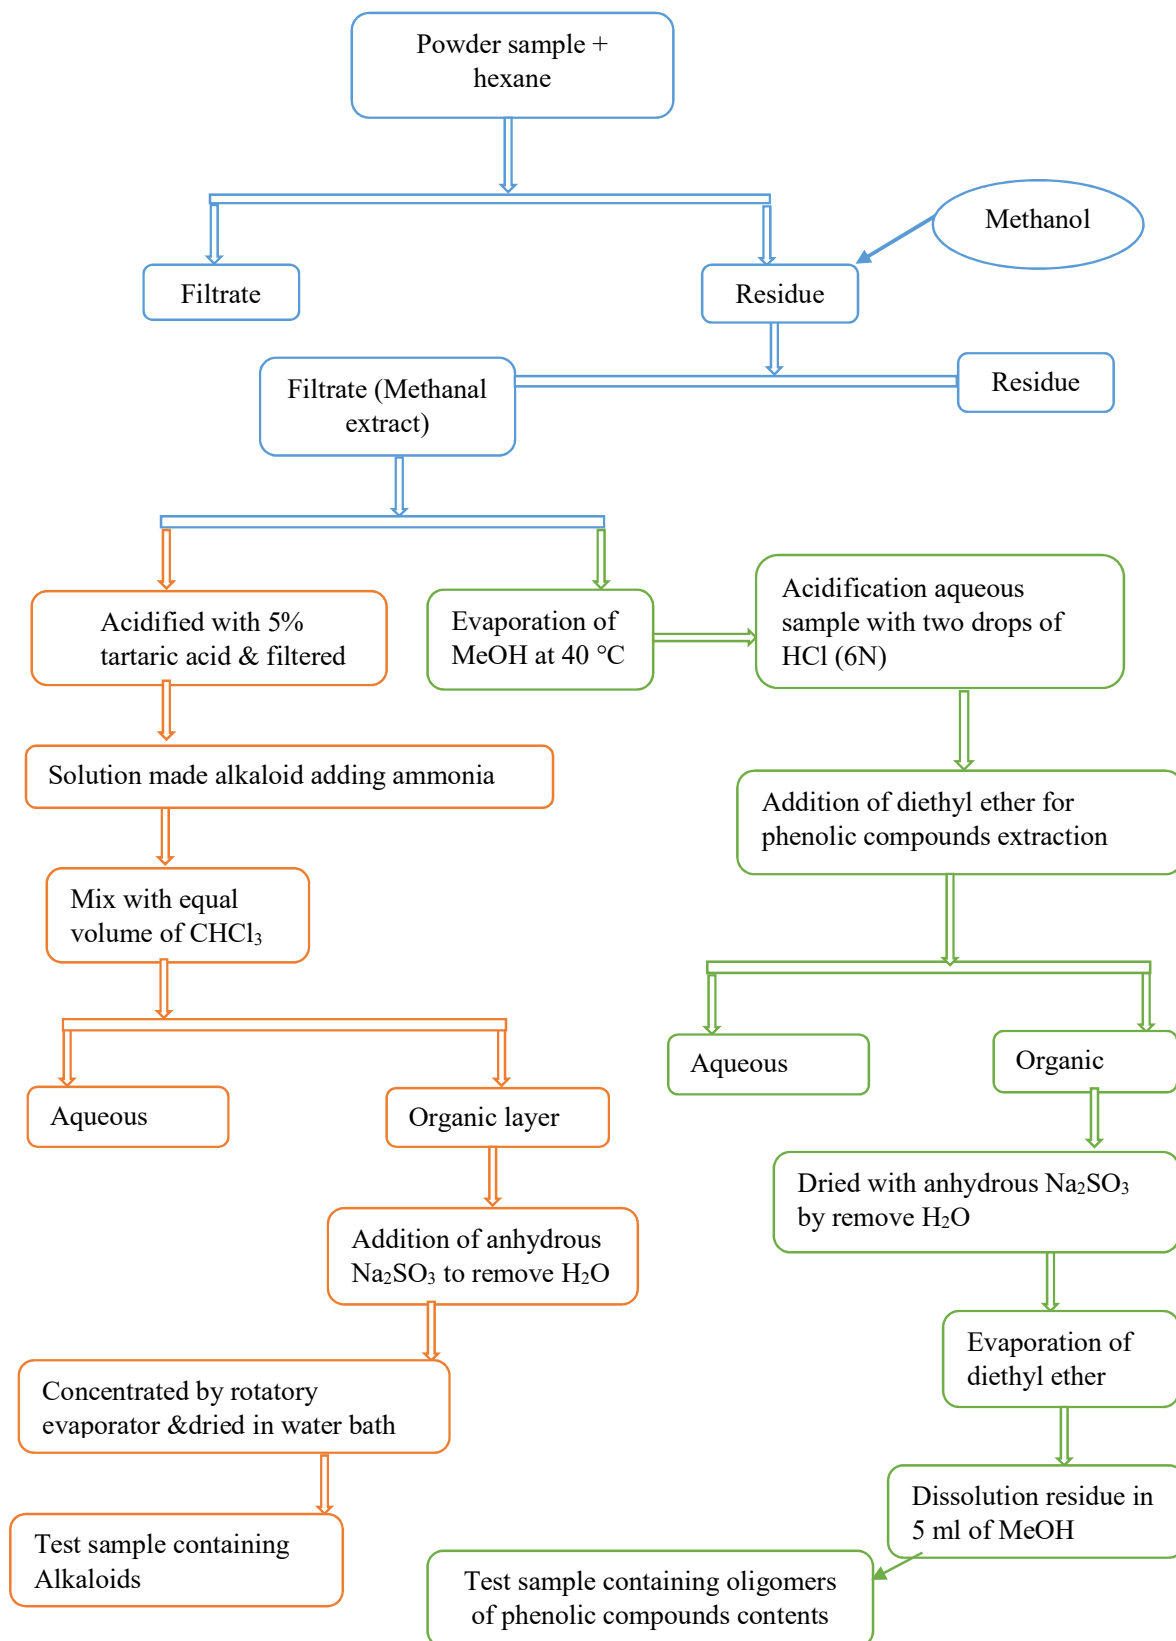 Powder sample +
hexane
Methanol
Filtrate
Residue
Filtrate (Methanal
extract)
Residue
Acidified with 5%
tartaric acid & filtered
Evaporation of
MeOH at 40 °C
Acidification aqueous
sample with two drops of
HCl (6N)
Solution made alkaloid adding ammonia
Addition of diethyl ether for
phenolic compounds extraction
Mix with equal
volume of CHCl₃
Aqueous
Organic
Aqueous
Organic layer
Dried with anhydrous Na₂SO₃
by remove H₂O
Addition of anhydrous
Na₂SO₃ to remove H₂O
Evaporation of
diethyl ether
Concentrated by rotatory
evaporator &dried in water bath
Dissolution residue in
5 ml of MeOH
Test sample containing
Alkaloids
Test sample containing oligomers
of phenolic compounds contents